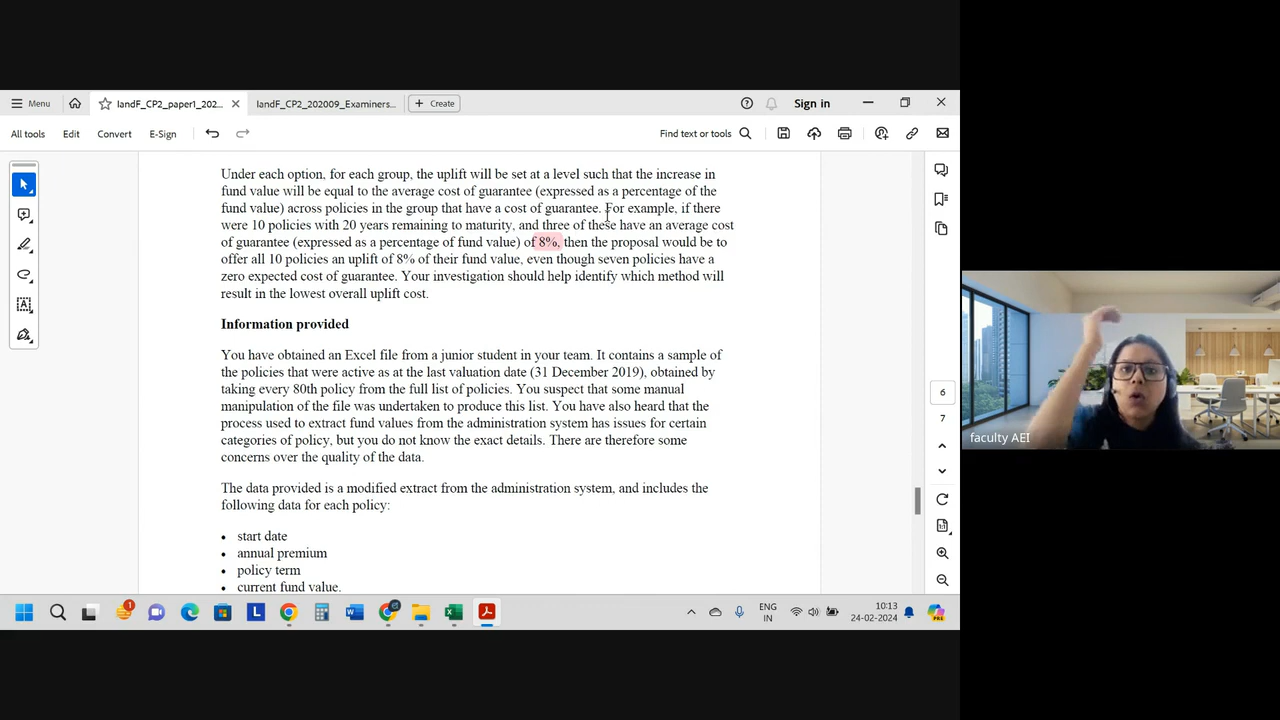 Menu
IandF_CP2_paper1_202...
IandF_CP2_202009_Examiners...
Create
Sign in
All tools
Edit
Convert
E-Sign
Find text or tools
Under each option, for each group, the uplift will be set at a level such that the increase in
fund value will be equal to the average cost of guarantee (expressed as a percentage of the
fund value) across policies in the group that have a cost of guarantee. For example, if there
were 10 policies with 20 years remaining to maturity, and three of these have an average cost
of guarantee (expressed as a percentage of fund value) of 8%, then the proposal would be to
offer all 10 policies an uplift of 8% of their fund value, even though seven policies have a
zero expected cost of guarantee. Your investigation should help identify which method will
result in the lowest overall uplift cost.
Information provided
You have obtained an Excel file from a junior student in your team. It contains a sample of
the policies that were active as at the last valuation date (31 December 2019), obtained by
taking every 80th policy from the full list of policies. You suspect that some manual
manipulation of the file was undertaken to produce this list. You have also heard that the
process used to extract fund values from the administration system has issues for certain
categories of policy, but you do not know the exact details. There are therefore some
concerns over the quality of the data.
The data provided is a modified extract from the administration system, and includes the
following data for each policy:
• start date
• annual premium
• policy term
• current fund value.
6
7
faculty AEI
1
L
ENG
IN
10:13
24-02-2024